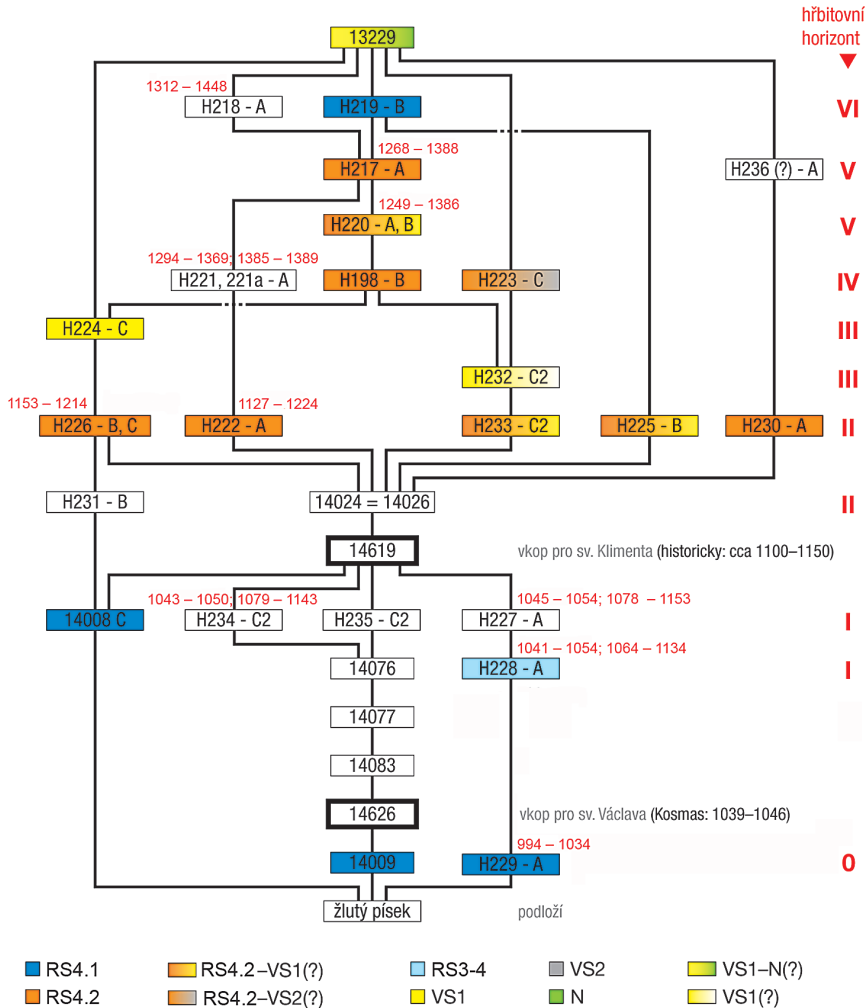 hřbitovní
13229
horizont
1312 – 1448
H218 - A
H219 - B
VI
1268 – 1388
H217 - A
H236 (?) - A
V
1249 – 1386
H220 - A, B
V
1294 – 1369; 1385 – 1389
H221, 221a - A
H198 - B
H223 - C
IV
H224 - C
III
H232 - C2
III
1153 – 1214
1127 – 1224
H226 - B, C
H222 - A
H233 - C2
H225 - B
H230 - A
II
H231 - B
14024 = 14026
II
14619
vkop pro sv. Klimenta (historicky: cca 1100–1150)
1043 – 1050; 1079 – 1143
1045 – 1054; 1078 – 1153
14008 C
H234 - C2
H235 - C2
H227 - A
I
1041 – 1054; 1064 – 1134
14076
H228 - A
I
14077
14083
14626
vkop pro sv. Václava (Kosmas: 1039–1046)
994 – 1034
14009
H229 - A
0
žlutý písek
podloží
RS4.1
RS4.2–VS1(?)
RS3-4
VS2
VS1–N(?)
RS4.2
RS4.2–VS2(?)
VS1
N
VS1(?)